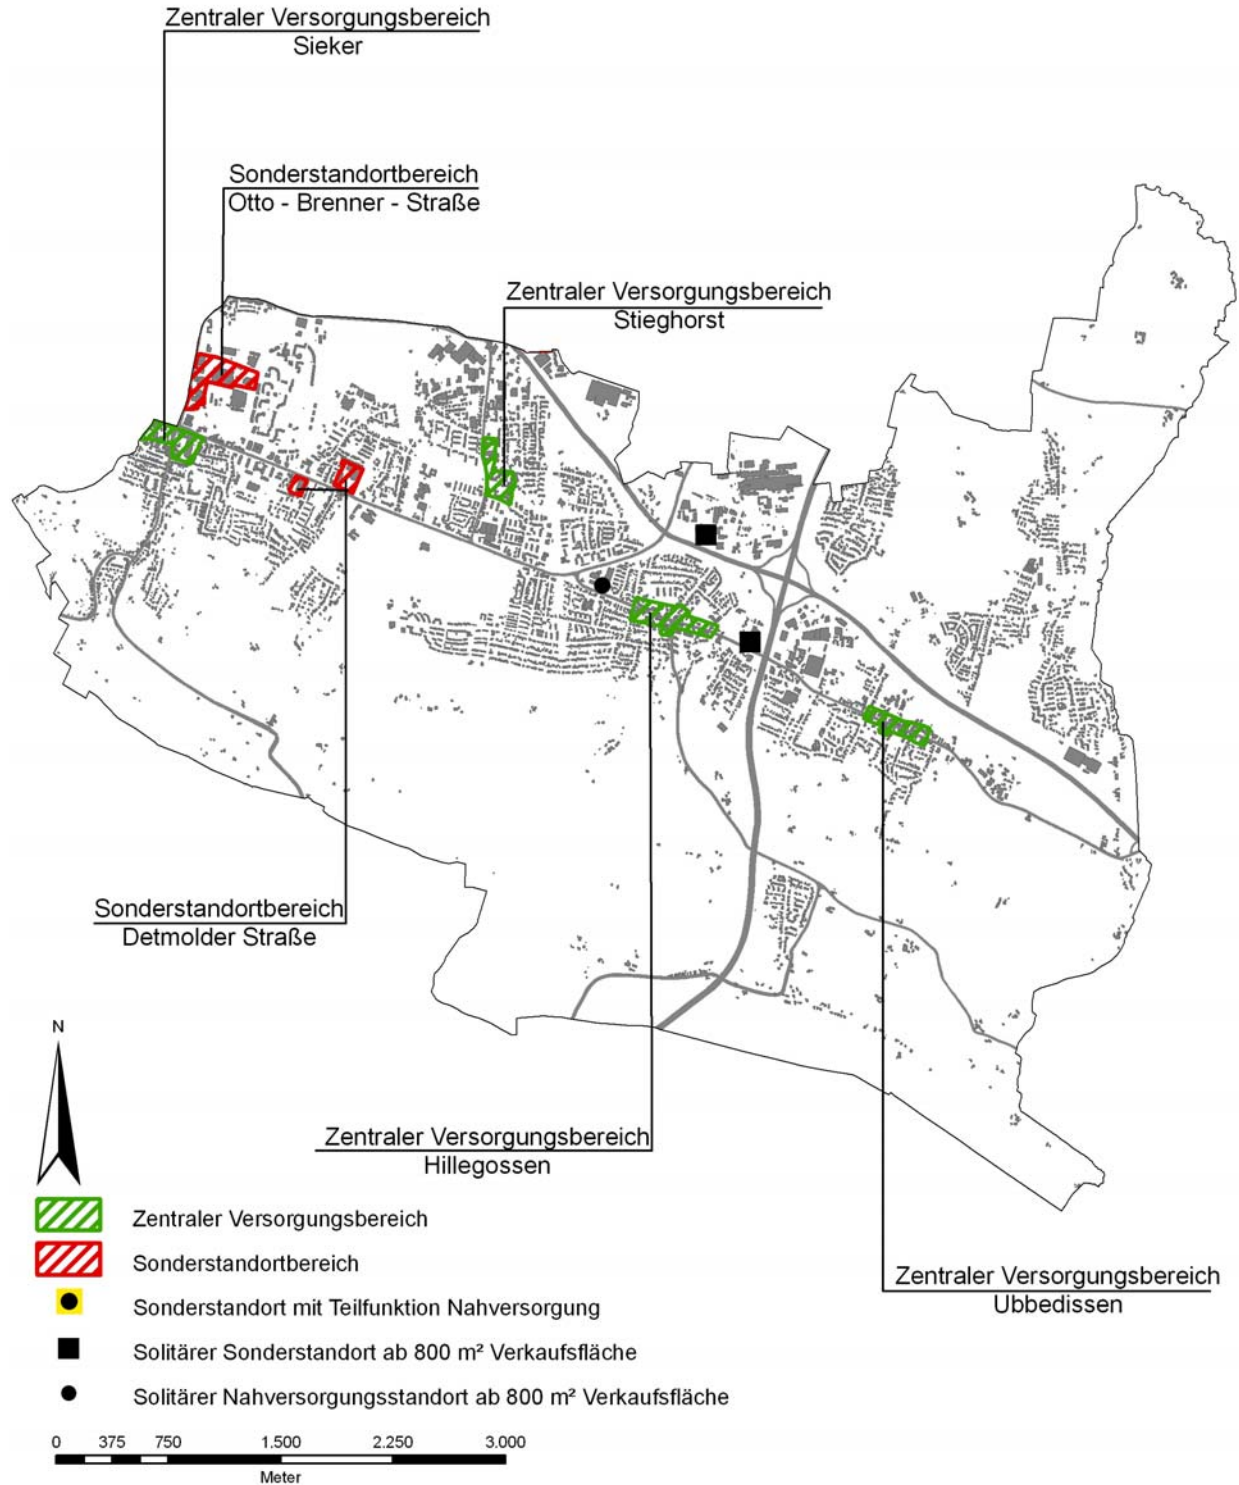 Zentraler Versorgungsbereich
Sieker
Sonderstandortbereich
Otto - Brenner - Straße
Zentraler Versorgungsbereich
Stieghorst
Sonderstandortbereich
Detmolder Straße
N
Zentraler Versorgungsbereich
Hillegossen
Zentraler Versorgungsbereich
Ubbedissen
Zentraler Versorgungsbereich
Sonderstandortbereich
Sonderstandort mit Teilfunktion Nahversorgung
Solitärer Sonderstandort ab 800 m² Verkaufsfläche
Solitärer Nahversorgungsstandort ab 800 m² Verkaufsfläche
0 375 750 1.500 2.250 3.000
Meter